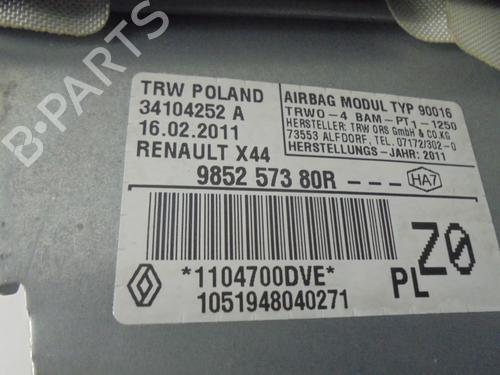 TRW POLAND
34104252 A
16.02.2011
RENAULT X44
AIRBAG MODUL TYP 90016
TRWO-4 BAM-PT1-1250
HERSTELLER: TRW ORS GmbH & CO.KG
73553 ALFDORF, TEL. 07172/302-0
HERSTELLUNGS-JAHR: 2011
9852 573 80R --- HA7
*1104700DVE*
1051948040271
PL Z0
B-Parts